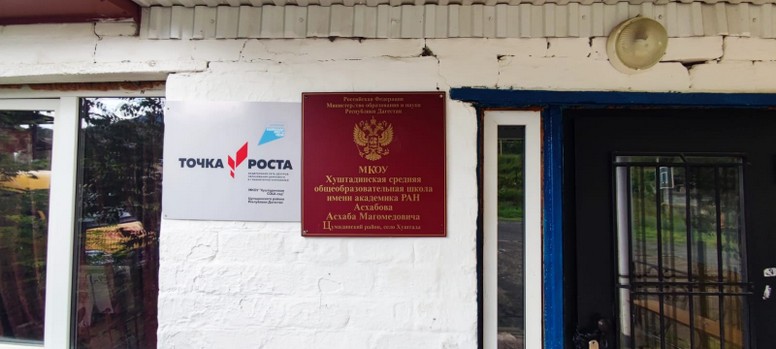 ТОЧКА РОСТА
Российская Федерация
Министерство образования и науки
Республики Дагестан
МКОУ
Хуштадинская средняя
общеобразовательная школа
имени академика РАН
Асхабова
Асхаба Магомедовича
Цумадинский район, село Хуштада